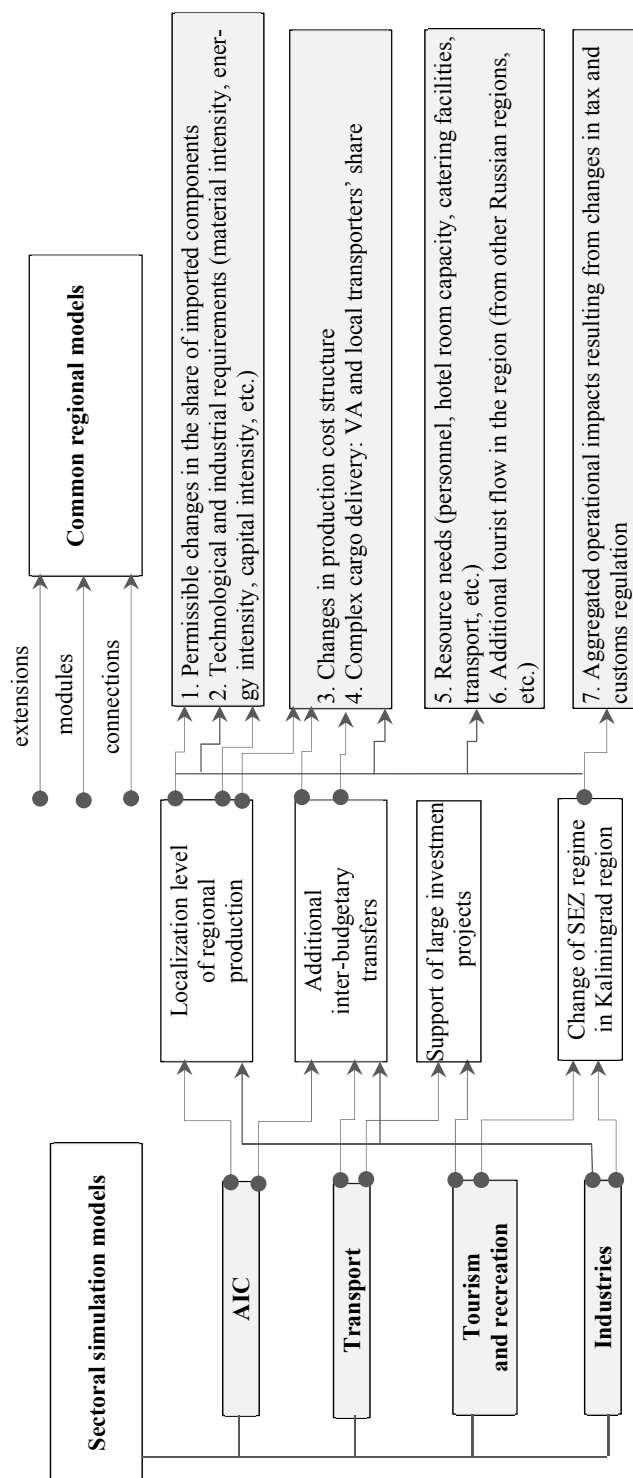 Sectoral simulation models
AIC
Transport
Tourism
and recreation
Industries
Localization level
of regional
production
Additional
inter-budgetary
transfers
Support of large investmen
projects
Change of SEZ regime
in Kaliningrad region
extensions
modules
connections
Common regional models
1. Permissible changes in the share of imported components
2. Technological and industrial requirements (material intensity, ener-
gy intensity, capital intensity, etc.)
3. Changes in production cost structure
4. Complex cargo delivery: VA and local transporters’ share
5. Resource needs (personnel, hotel room capacity, catering facilities,
transport, etc.)
6. Additional tourist flow in the region (from other Russian regions,
etc.)
7. Aggregated operational impacts resulting from changes in tax and
customs regulation